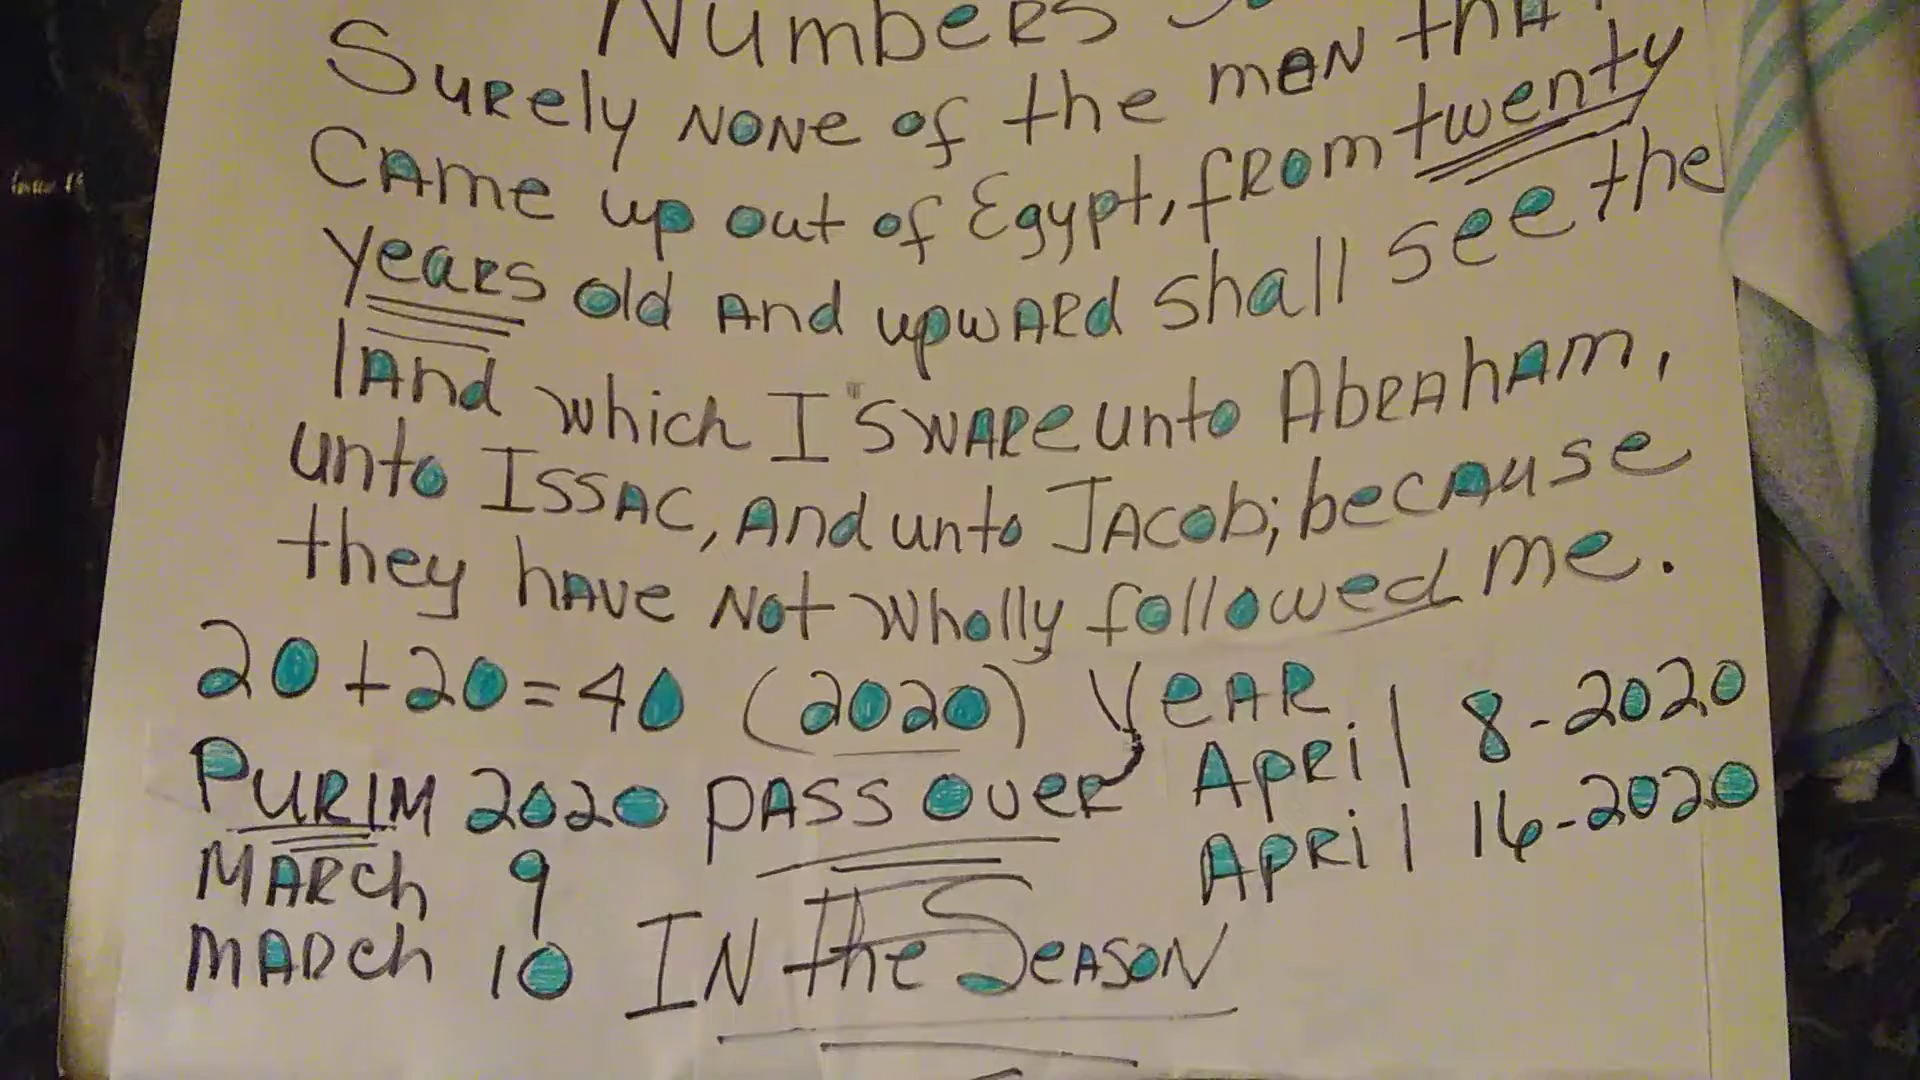 Numbers
Surely none of the men tha
came up out of Egypt, from twenty
years old and upward shall see the
land which I sware unto Abraham,
unto Issac, and unto Jacob; because
they have not wholly followed me.
20+20=40 (2020) year
Purim 2020 Pass over April 8-2020
March 9 April 16-2020
March 10 In the Season